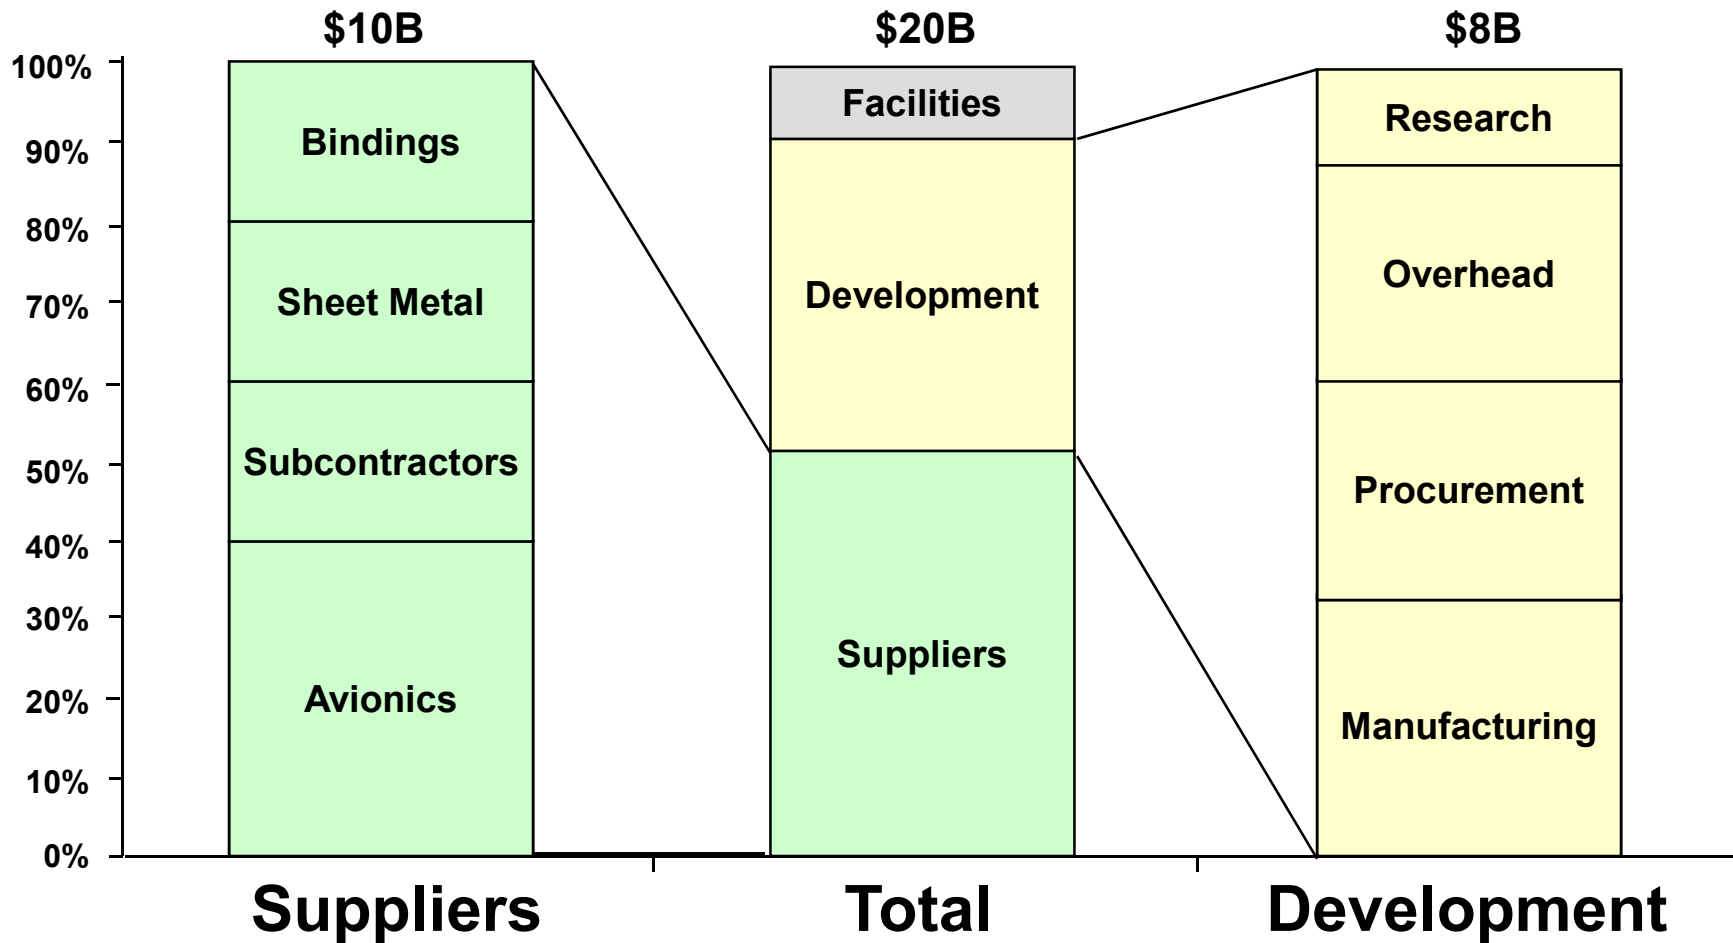 $10B
$20B
$8B
100%
90%
80%
70%
60%
50%
40%
30%
20%
10%
0%
Bindings
Sheet Metal
Subcontractors
Avionics
Facilities
Development
Suppliers
Research
Overhead
Procurement
Manufacturing
Suppliers
Total
Development